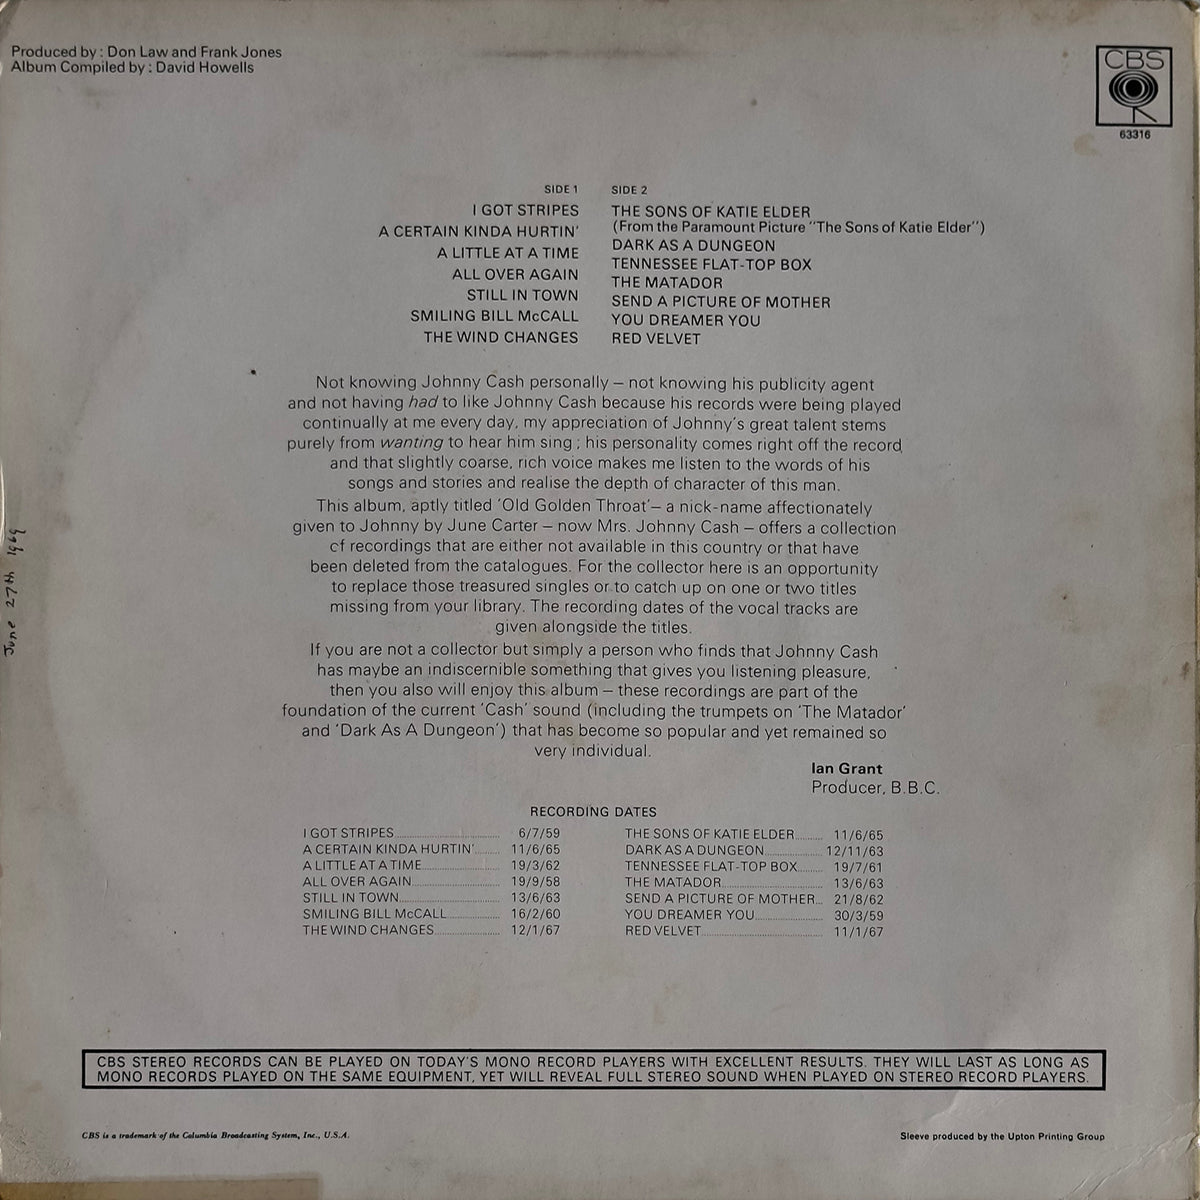 Produced by : Don Law and Frank Jones
Album Compiled by : David Howells
CBS
63316
SIDE 1
I GOT STRIPES
A CERTAIN KINDA HURTIN'
A LITTLE AT A TIME
ALL OVER AGAIN
STILL IN TOWN
SMILING BILL McCALL
THE WIND CHANGES
SIDE 2
THE SONS OF KATIE ELDER
(From the Paramount Picture "The Sons of Katie Elder")
DARK AS A DUNGEON
TENNESSEE FLAT-TOP BOX
THE MATADOR
SEND A PICTURE OF MOTHER
YOU DREAMER YOU
RED VELVET
Not knowing Johnny Cash personally – not knowing his publicity agent
and not having had to like Johnny Cash because his records were being played
continually at me every day, my appreciation of Johnny's great talent stems
purely from wanting to hear him sing ; his personality comes right off the record
and that slightly coarse, rich voice makes me listen to the words of his
songs and stories and realise the depth of character of this man.
This album, aptly titled 'Old Golden Throat'– a nick-name affectionately
given to Johnny by June Carter – now Mrs. Johnny Cash – offers a collection
of recordings that are either not available in this country or that have
been deleted from the catalogues. For the collector here is an opportunity
to replace those treasured singles or to catch up on one or two titles
missing from your library. The recording dates of the vocal tracks are
given alongside the titles.
If you are not a collector but simply a person who finds that Johnny Cash
has maybe an indiscernible something that gives you listening pleasure,
then you also will enjoy this album – these recordings are part of the
foundation of the current 'Cash' sound (including the trumpets on 'The Matador'
and 'Dark As A Dungeon') that has become so popular and yet remained so
very individual.
Ian Grant
Producer, B.B.C.
June 27th 1969
RECORDING DATES
I GOT STRIPES 6/7/59
A CERTAIN KINDA HURTIN' 11/6/65
A LITTLE AT A TIME 19/3/62
ALL OVER AGAIN 19/9/58
STILL IN TOWN 13/6/63
SMILING BILL McCALL 16/2/60
THE WIND CHANGES 12/1/67
THE SONS OF KATIE ELDER 11/6/65
DARK AS A DUNGEON 12/11/63
TENNESSEE FLAT-TOP BOX 19/7/61
THE MATADOR 13/6/63
SEND A PICTURE OF MOTHER 21/8/62
YOU DREAMER YOU 30/3/59
RED VELVET 11/1/67
CBS STEREO RECORDS CAN BE PLAYED ON TODAY'S MONO RECORD PLAYERS WITH EXCELLENT RESULTS. THEY WILL LAST AS LONG AS
MONO RECORDS PLAYED ON THE SAME EQUIPMENT, YET WILL REVEAL FULL STEREO SOUND WHEN PLAYED ON STEREO RECORD PLAYERS.
CBS is a trademark of the Columbia Broadcasting System, Inc., U.S.A.
Sleeve produced by the Upton Printing Group